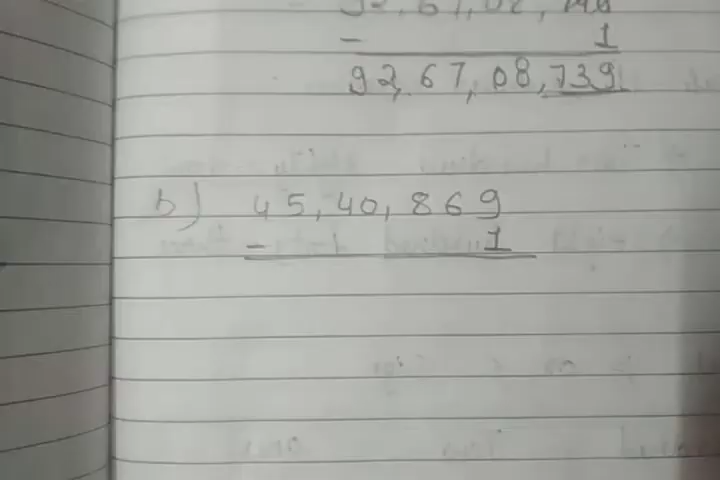 - 1
92,67,08,739
b) 45,40,869
- 1